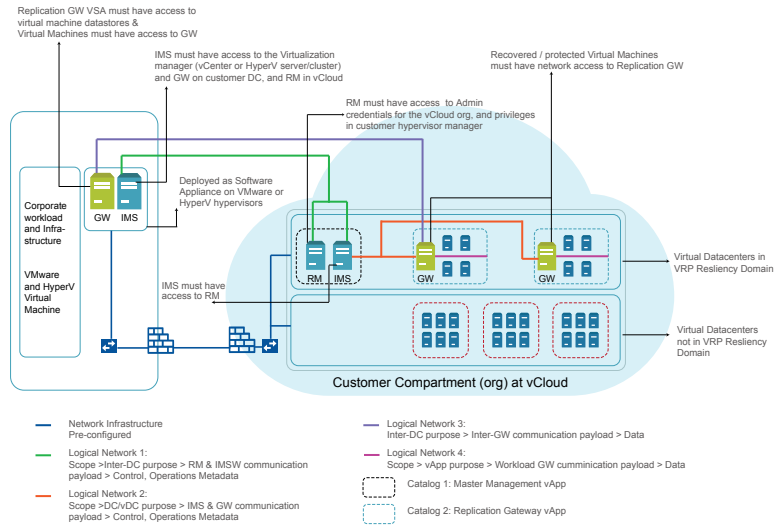 Replication GW VSA must have access to
virtual machine datastores &
Virtual Machines must have access to GW
IMS must have access to the Virtualization
manager (vCenter or HyperV server/cluster)
and GW on customer DC, and RM in vCloud
Recovered / protected Virtual Machines
must have network access to Replication GW
RM must have access to Admin
credentials for the vCloud org, and privileges
in customer hypervisor manager
Deployed as Software
Appliance on VMware or
HyperV hypervisors
GW
IMS
Corporate
workload
and Infra-
structure
VMware
and HyperV
Virtual
Machine
RM
IMS
GW
GW
IMS must have
access to RM
Virtual Datacenters in
VRP Resliency Domain
Virtual Datacenters
not in VRP Resliency
Domain
Customer Compartment (org) at vCloud
Network Infrastructure
Pre-configured
Logical Network 1:
Scope >Inter-DC purpose > RM & IMSW communication
payload > Control, Operations Metadata
Logical Network 2:
Scope >DC/vDC purpose > IMS & GW communication
payload > Control, Operations Metadata
Logical Network 3:
Inter-DC purpose > Inter-GW communication payload > Data
Logical Network 4:
Scope > vApp purpose > Workload GW cumminication payload > Data
Catalog 1: Master Management vApp
Catalog 2: Replication Gateway vApp